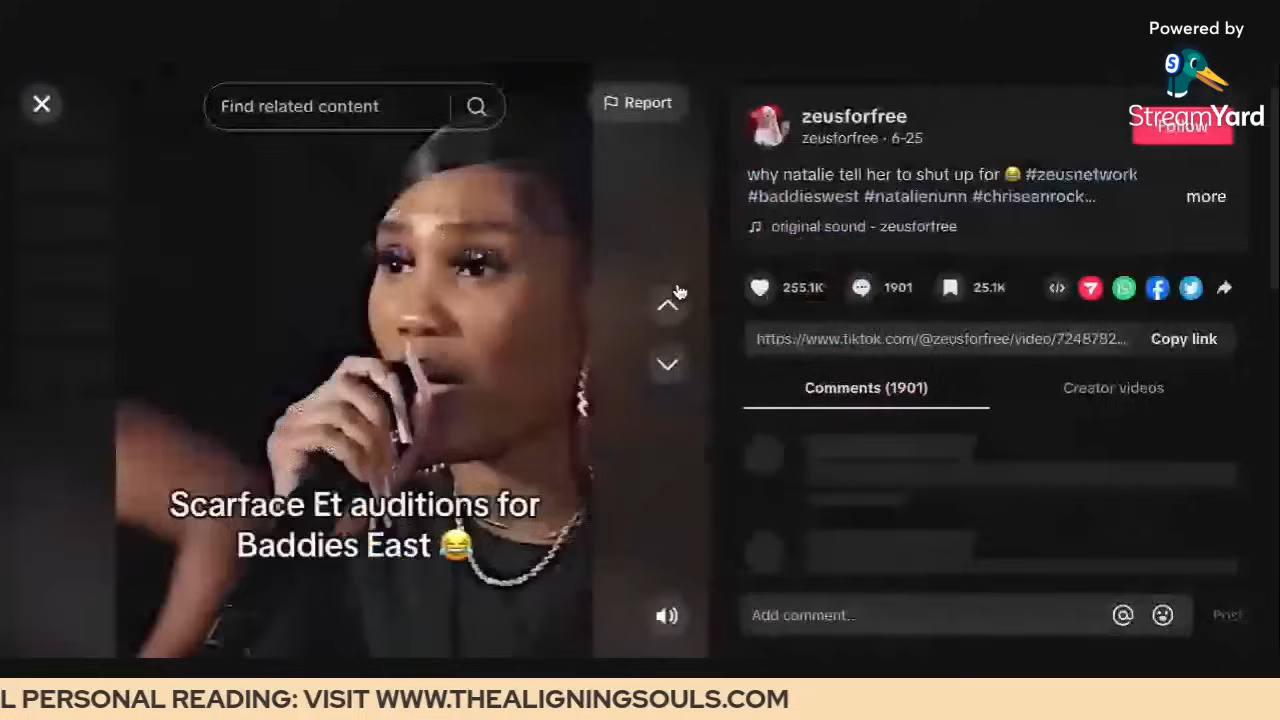 Powered by
StreamYard
Find related content
Report
zeusforfree
zeusforfree · 6-25
Follow
why natalie tell her to shut up for 😂 #zeusnetwork
#baddieswest #natalienunn #chriseanrock...
more
original sound - zeusforfree
255.1K
1901
25.1K
https://www.tiktok.com/@zeusforfree/video/7248782...
Copy link
Comments (1901)
Creator videos
Scarface Et auditions for
Baddies East 😂
Add comment...
Post
L PERSONAL READING: VISIT WWW.THEALIGNINGSOULS.COM